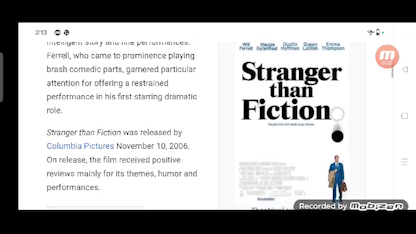 2:13
intelligent story and fine performances.
Ferrell, who came to prominence playing
brash comedic parts, garnered particular
attention for offering a restrained
performance in his first starring dramatic
role.
Stranger than Fiction was released by
Columbia Pictures November 10, 2006.
On release, the film received positive
reviews mainly for its themes, humor and
performances.
Will Ferrell
Maggie Gyllenhaal
Dustin Hoffman
Queen Latifah
Emma Thompson
Stranger
than
Fiction
November
Recorded by Mobizen